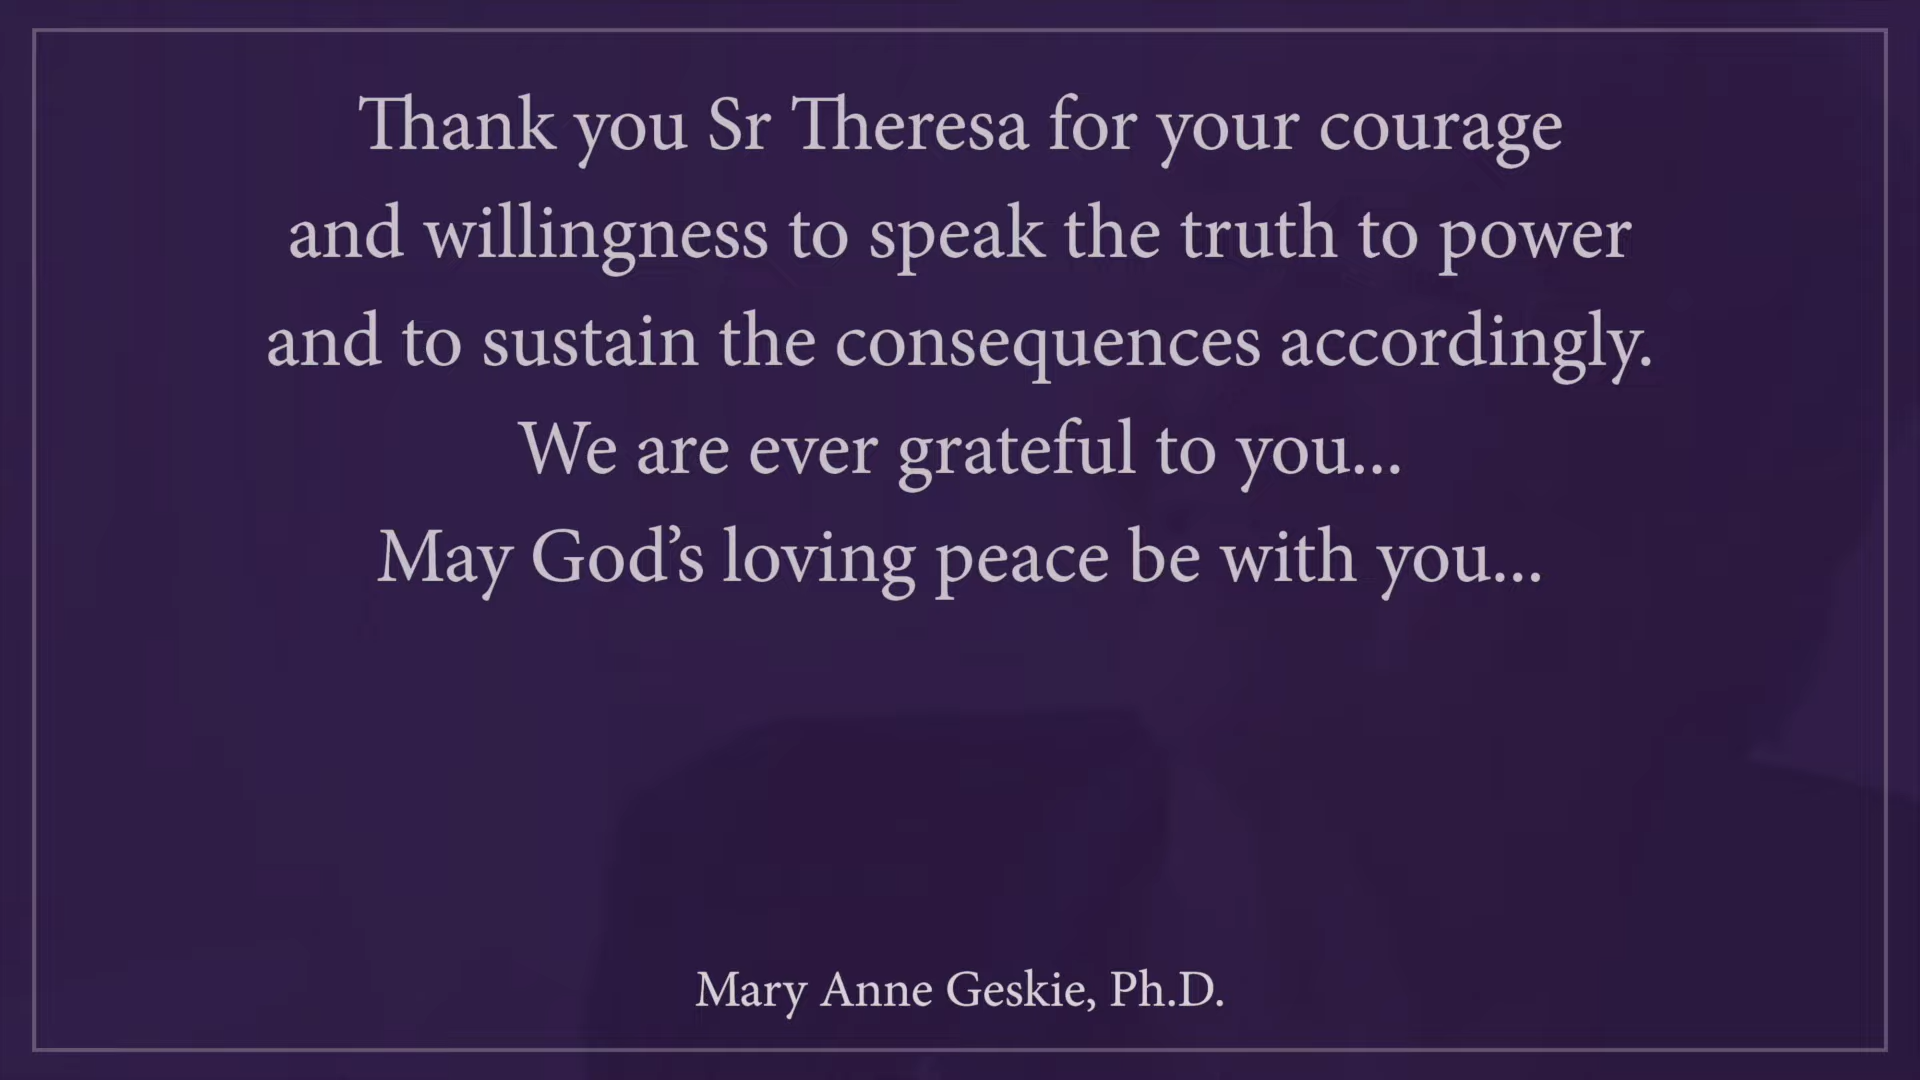 Thank you Sr Theresa for your courage
and willingness to speak the truth to power
and to sustain the consequences accordingly.
We are ever grateful to you...
May God’s loving peace be with you...
Mary Anne Geskie, Ph.D.